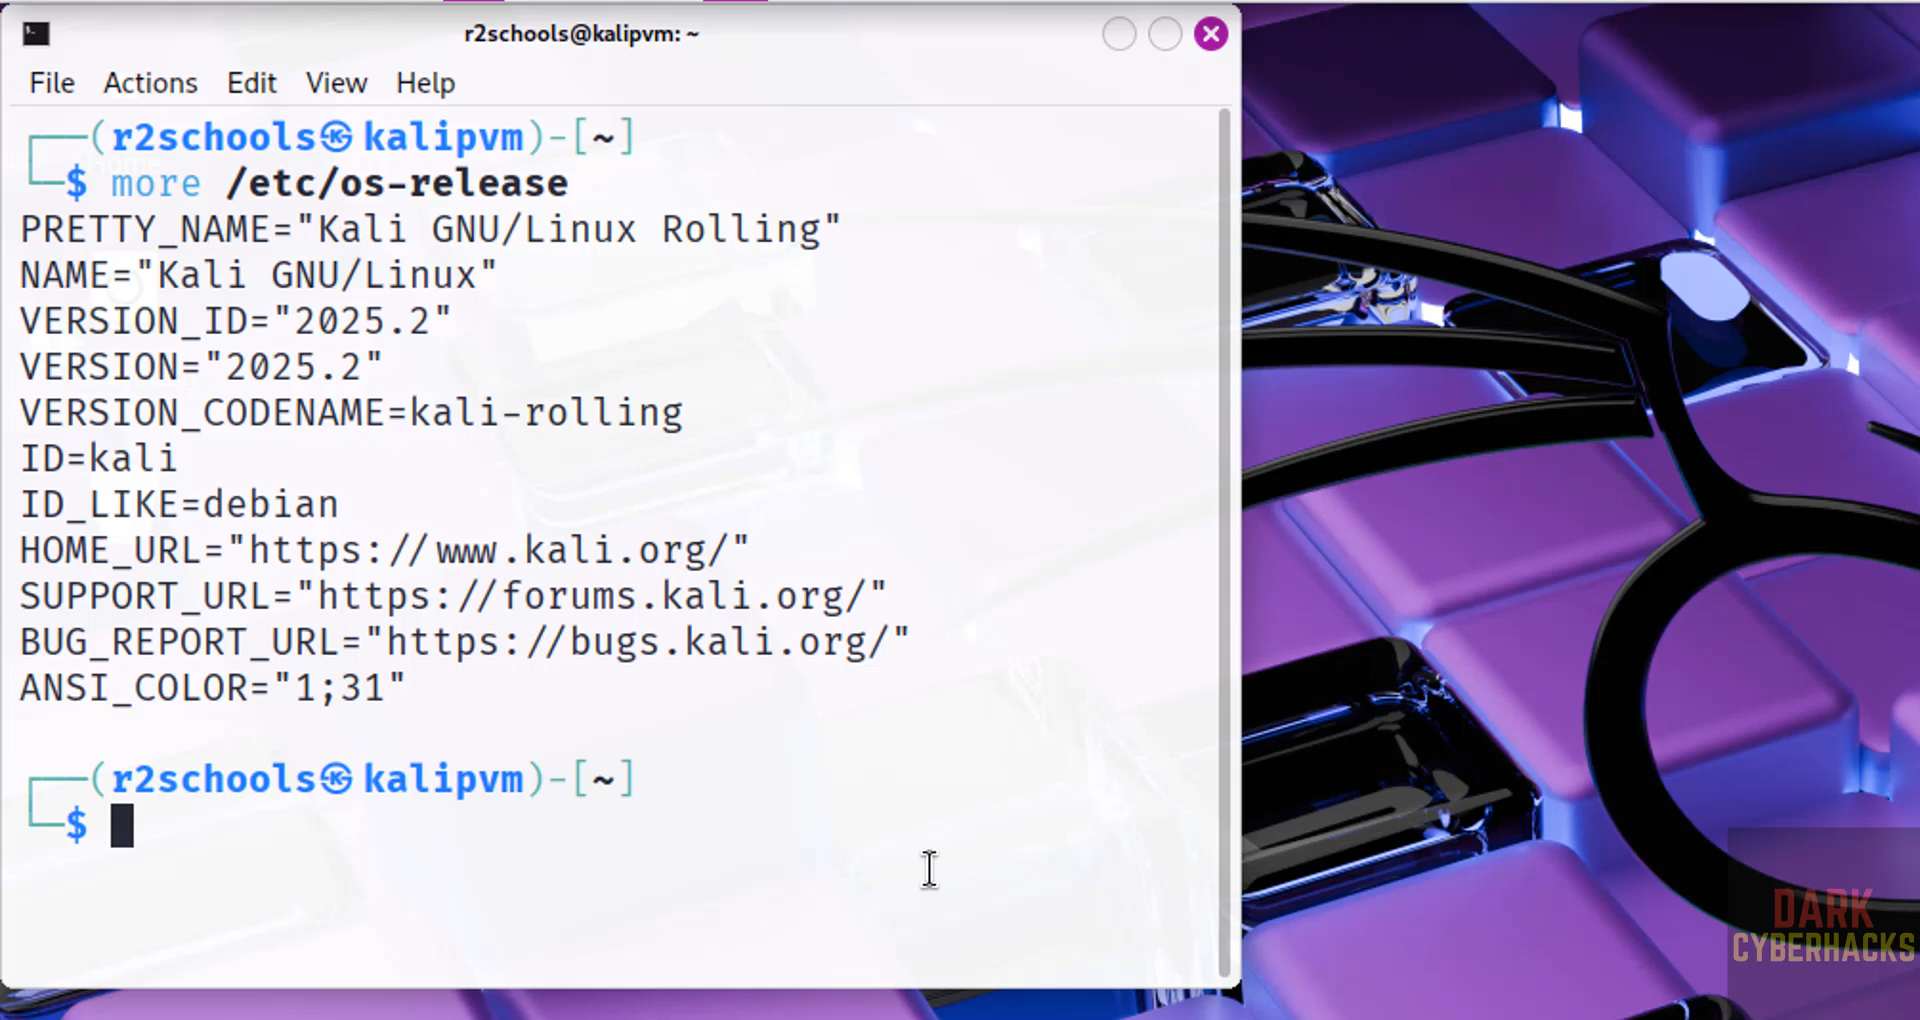 r2schools@kalipvm: ~
File Actions Edit View Help
┌──(r2schools㉿kalipvm)-[~]
└─$ more /etc/os-release
PRETTY_NAME="Kali GNU/Linux Rolling"
NAME="Kali GNU/Linux"
VERSION_ID="2025.2"
VERSION="2025.2"
VERSION_CODENAME=kali-rolling
ID=kali
ID_LIKE=debian
HOME_URL="https://www.kali.org/"
SUPPORT_URL="https://forums.kali.org/"
BUG_REPORT_URL="https://bugs.kali.org/"
ANSI_COLOR="1;31"
┌──(r2schools㉿kalipvm)-[~]
└─$
DARK
CYBERHACKS